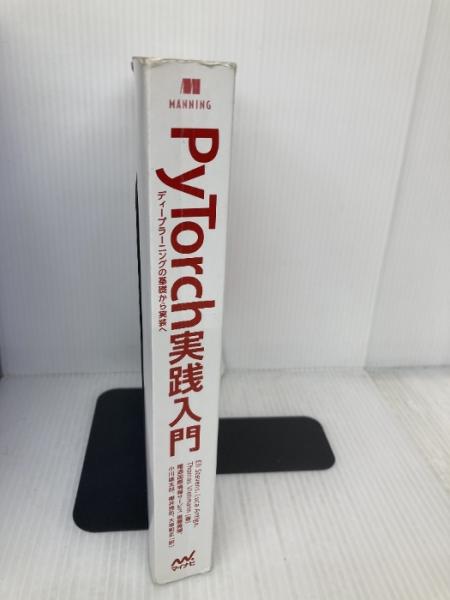 MANNING
PyTorch実践入門
ディープラーニングの基礎から実装へ
Eli Stevens, Luca Antiga,
Thomas Viehmann [著]
マイナビ